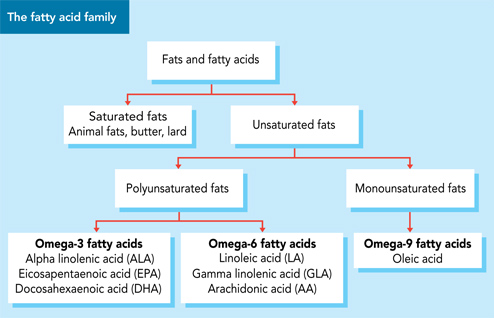 The fatty acid family
Fats and fatty acids
Saturated fats
Animal fats, butter, lard
Unsaturated fats
Polyunsaturated fats
Monounsaturated fats
Omega-3 fatty acids
Alpha linolenic acid (ALA)
Eicosapentaenoic acid (EPA)
Docosahexaenoic acid (DHA)
Omega-6 fatty acids
Linoleic acid (LA)
Gamma linolenic acid (GLA)
Arachidonic acid (AA)
Omega-9 fatty acids
Oleic acid